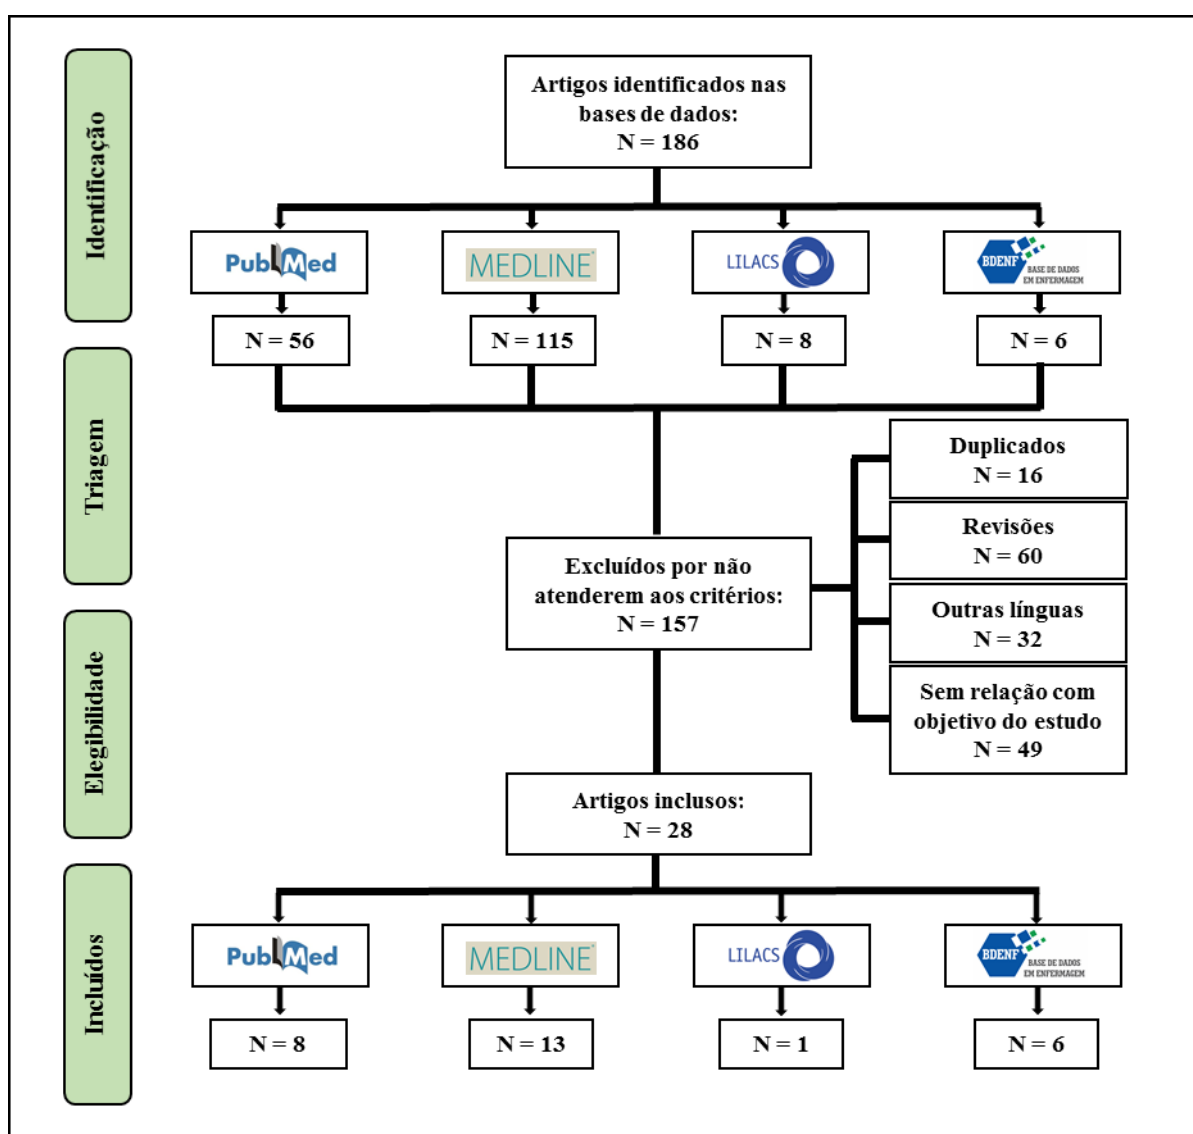 Identificação
Artigos identificados nas
bases de dados:
N = 186
PubMed
MEDLINE
LILACS
BDENF
BASE DE DADOS
EM ENFERMAGEM
N = 56
N = 115
N = 8
N = 6
Triagem
Duplicados
N = 16
Revisões
N = 60
Excluídos por não
atenderem aos critérios:
N = 157
Outras línguas
N = 32
Sem relação com
objetivo do estudo
N = 49
Elegibilidade
Artigos inclusos:
N = 28
Incluídos
PubMed
MEDLINE
LILACS
BDENF
BASE DE DADOS
EM ENFERMAGEM
N = 8
N = 13
N = 1
N = 6